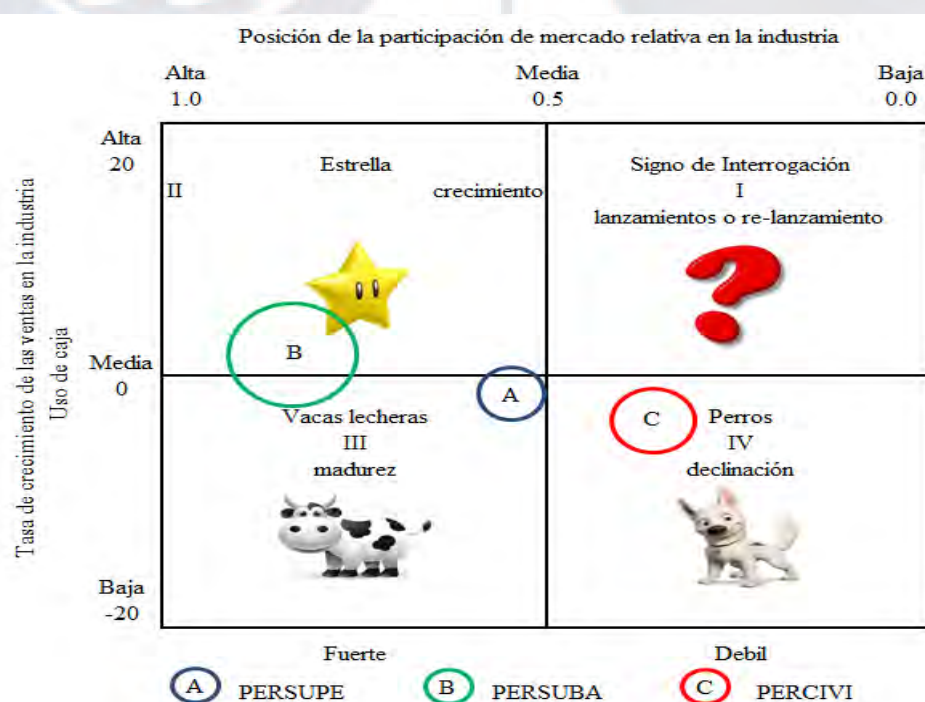 Posición de la participación de mercado relativa en la industria
Alta Media Baja
1.0 0.5 0.0
Tasa de crecimiento de las ventas en la industria
Uso de caja
Alta
20
Estrella
II crecimiento
Signo de Interrogación
I
lanzamientos o re-lanzamiento
B
Media
0
A
Vacas lecheras
III
madurez
C
Perros
IV
declinación
Baja
-20
Fuerte Debil
A PERSUPE B PERSUBA C PERCIVI